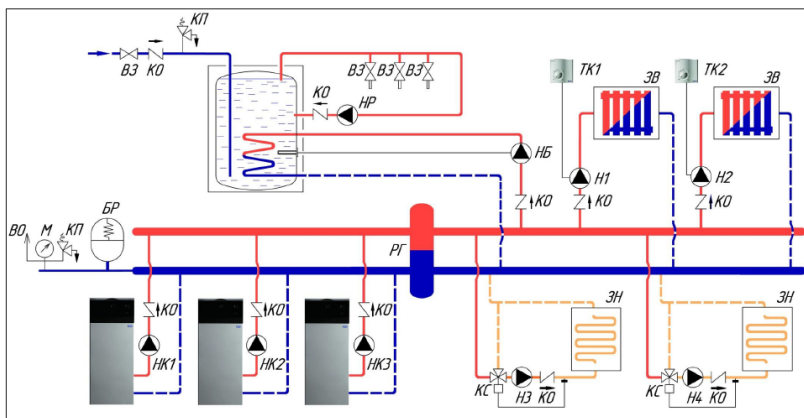 КП
ВЗ КО
ВЗ ВЗ ВЗ
КО НР
ТК1 ЗВ
ТК2 ЗВ
НБ
Н1
Н2
КО
КО
КО
ВО М КП БР
РГ
КО
КО
КО
НК1
НК2
НК3
ЗН
ЗН
КС Н3 КО
КС Н4 КО